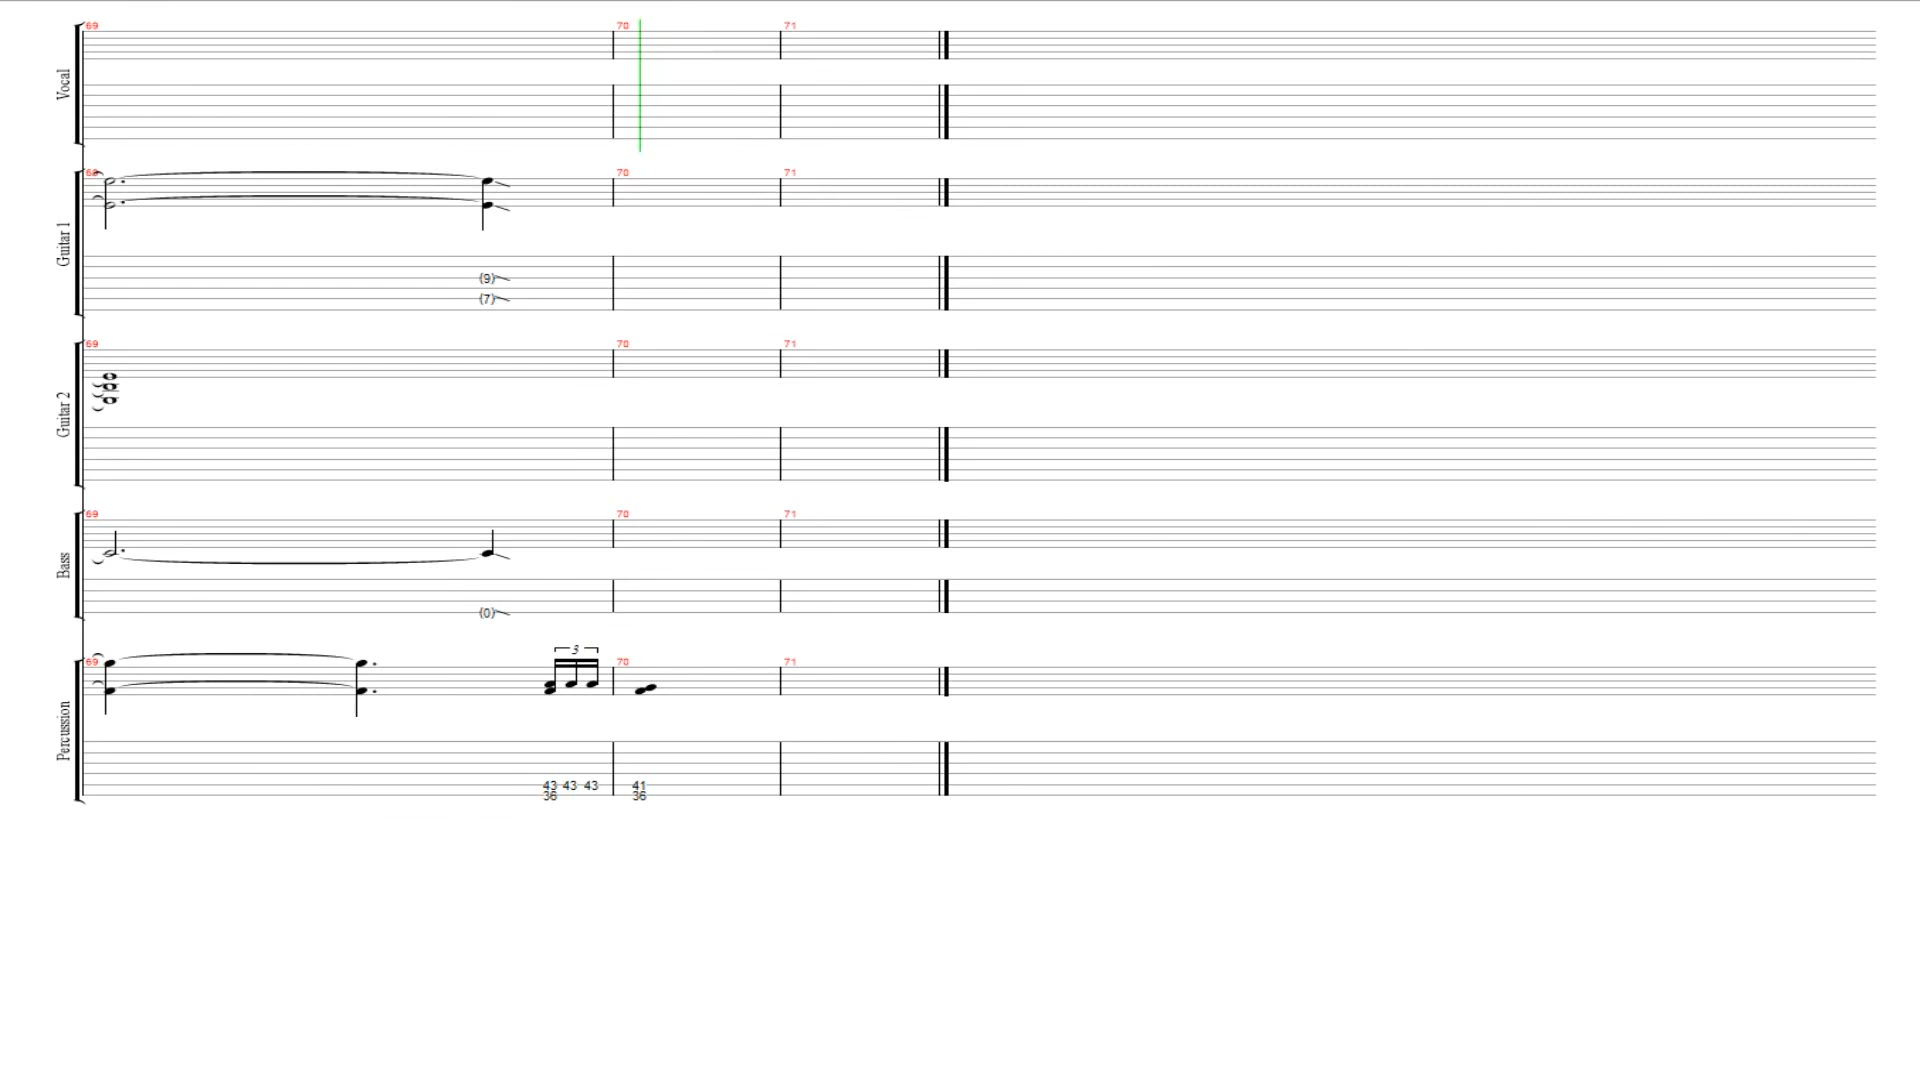 69 70 71
Vocal
69 70 71
Guitar 1
(9)
(7)
69 70 71
Guitar 2
69 70 71
Bass
(0)
3
69 70 71
Percussion
43 43 43 41
36 36